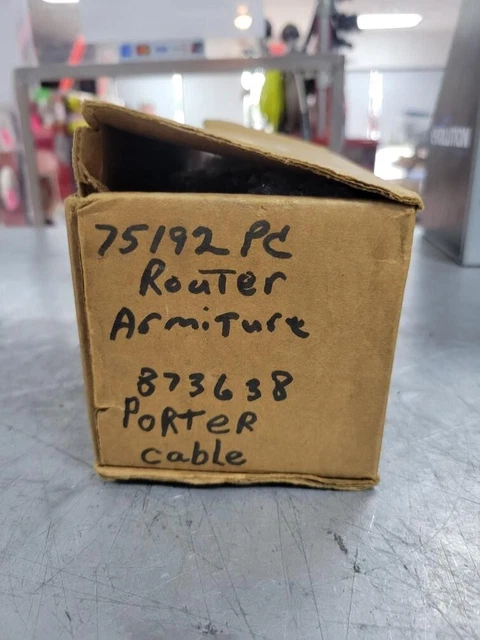 75192 PC
Router
Armiture
873638
PORTER
cable